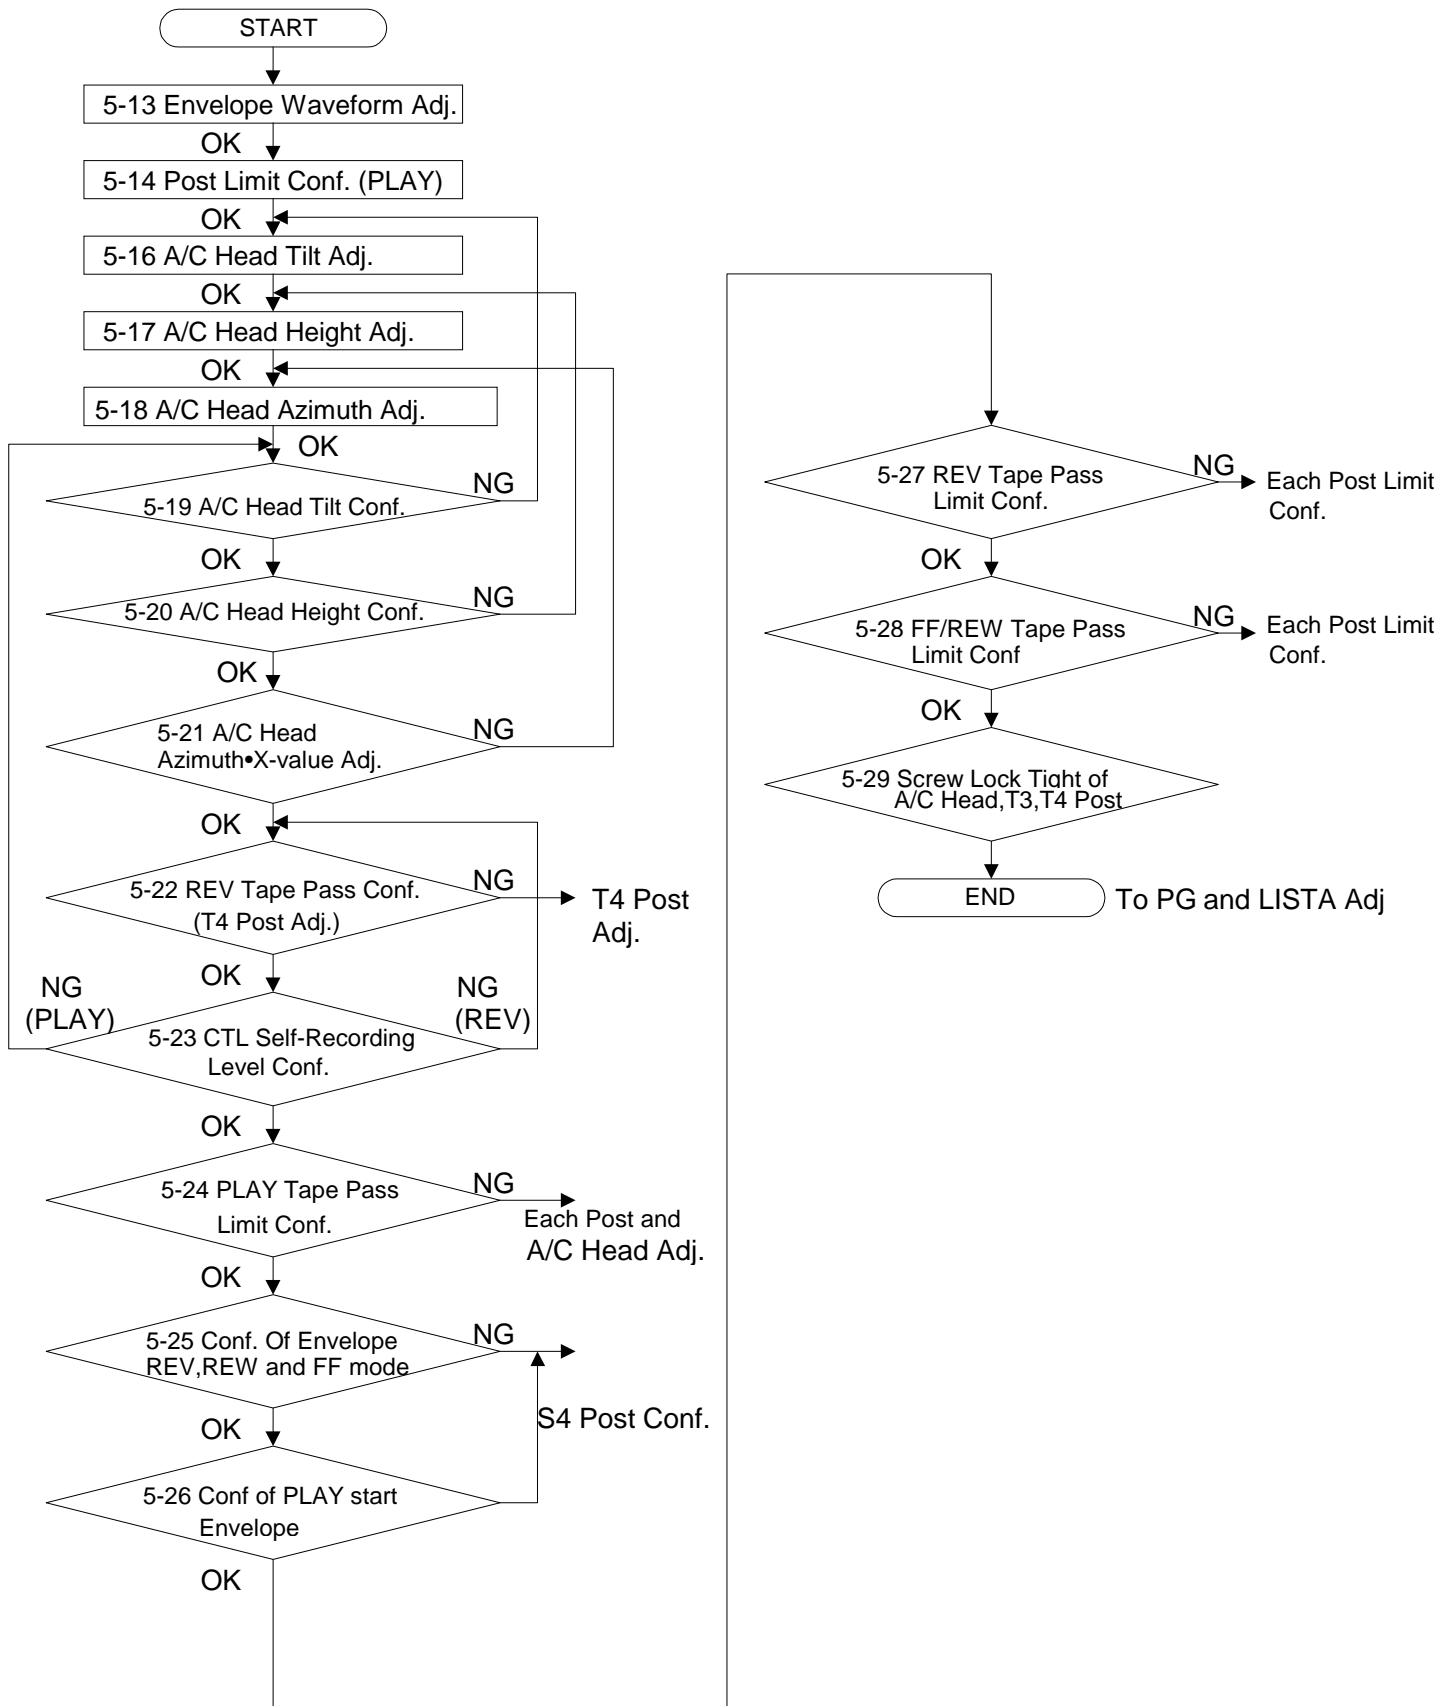 START
5-13 Envelope Waveform Adj.
OK
5-14 Post Limit Conf. (PLAY)
OK
5-16 A/C Head Tilt Adj.
OK
5-17 A/C Head Height Adj.
OK
5-18 A/C Head Azimuth Adj.
OK
5-19 A/C Head Tilt Conf.
NG
OK
5-20 A/C Head Height Conf.
NG
OK
5-21 A/C Head
Azimuth•X-value Adj.
NG
OK
5-22 REV Tape Pass Conf.
(T4 Post Adj.)
NG
T4 Post
Adj.
OK
NG
(PLAY)
NG
(REV)
5-23 CTL Self-Recording
Level Conf.
OK
5-24 PLAY Tape Pass
Limit Conf.
NG
Each Post and
A/C Head Adj.
OK
5-25 Conf. Of Envelope
REV,REW and FF mode
NG
S4 Post Conf.
OK
5-26 Conf of PLAY start
Envelope
OK
5-27 REV Tape Pass
Limit Conf.
NG
Each Post Limit
Conf.
OK
5-28 FF/REW Tape Pass
Limit Conf
NG
Each Post Limit
Conf.
OK
5-29 Screw Lock Tight of
A/C Head,T3,T4 Post
END
To PG and LISTA Adj